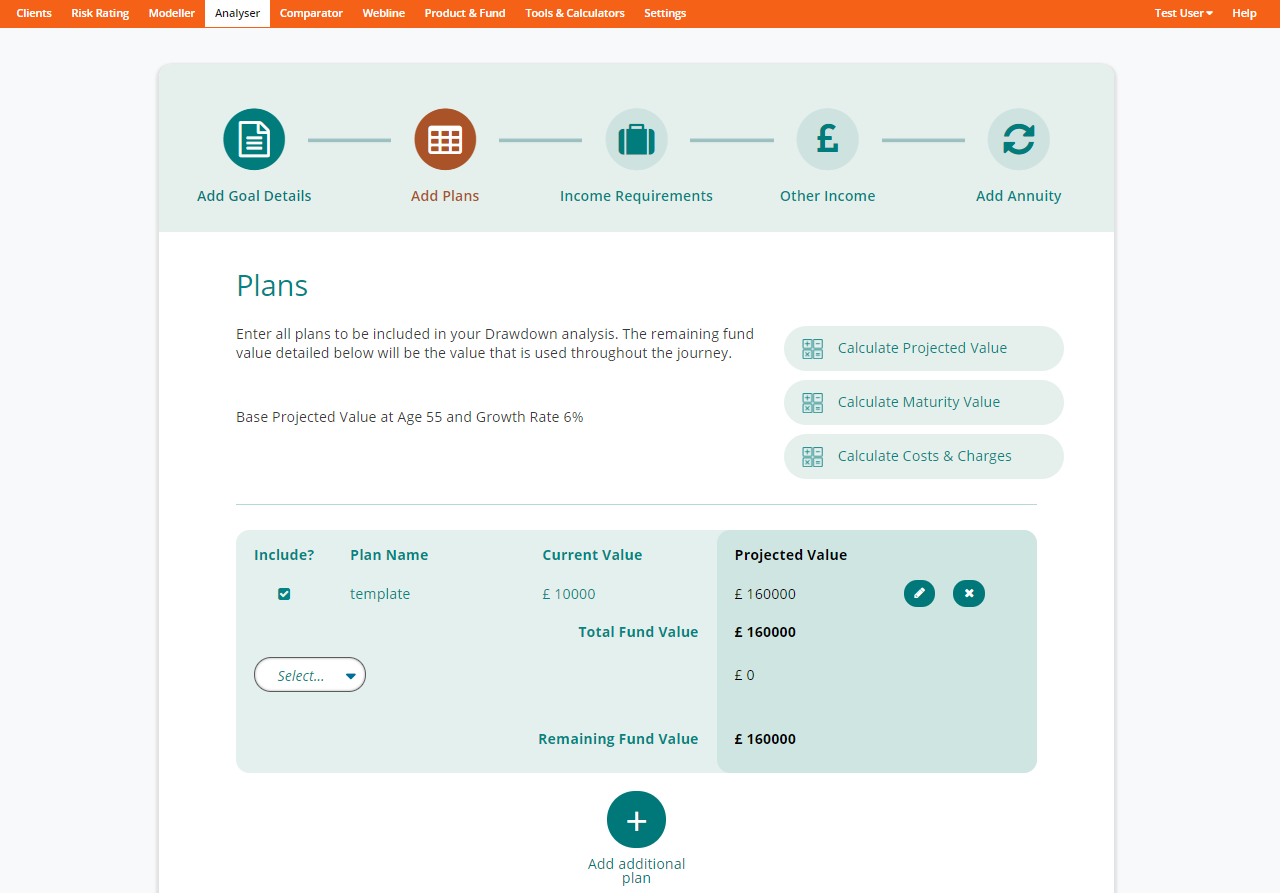 Clients Risk Rating Modeller Analyser Comparator Webline Product & Fund Tools & Calculators Settings Test User Help
Add Goal Details Add Plans Income Requirements Other Income Add Annuity
Plans
Enter all plans to be included in your Drawdown analysis. The remaining fund
value detailed below will be the value that is used throughout the journey.
Base Projected Value at Age 55 and Growth Rate 6%
Calculate Projected Value
Calculate Maturity Value
Calculate Costs & Charges
Include? Plan Name Current Value Projected Value
template £ 10000 £ 160000
Total Fund Value £ 160000
Select... £ 0
Remaining Fund Value £ 160000
Add additional
plan